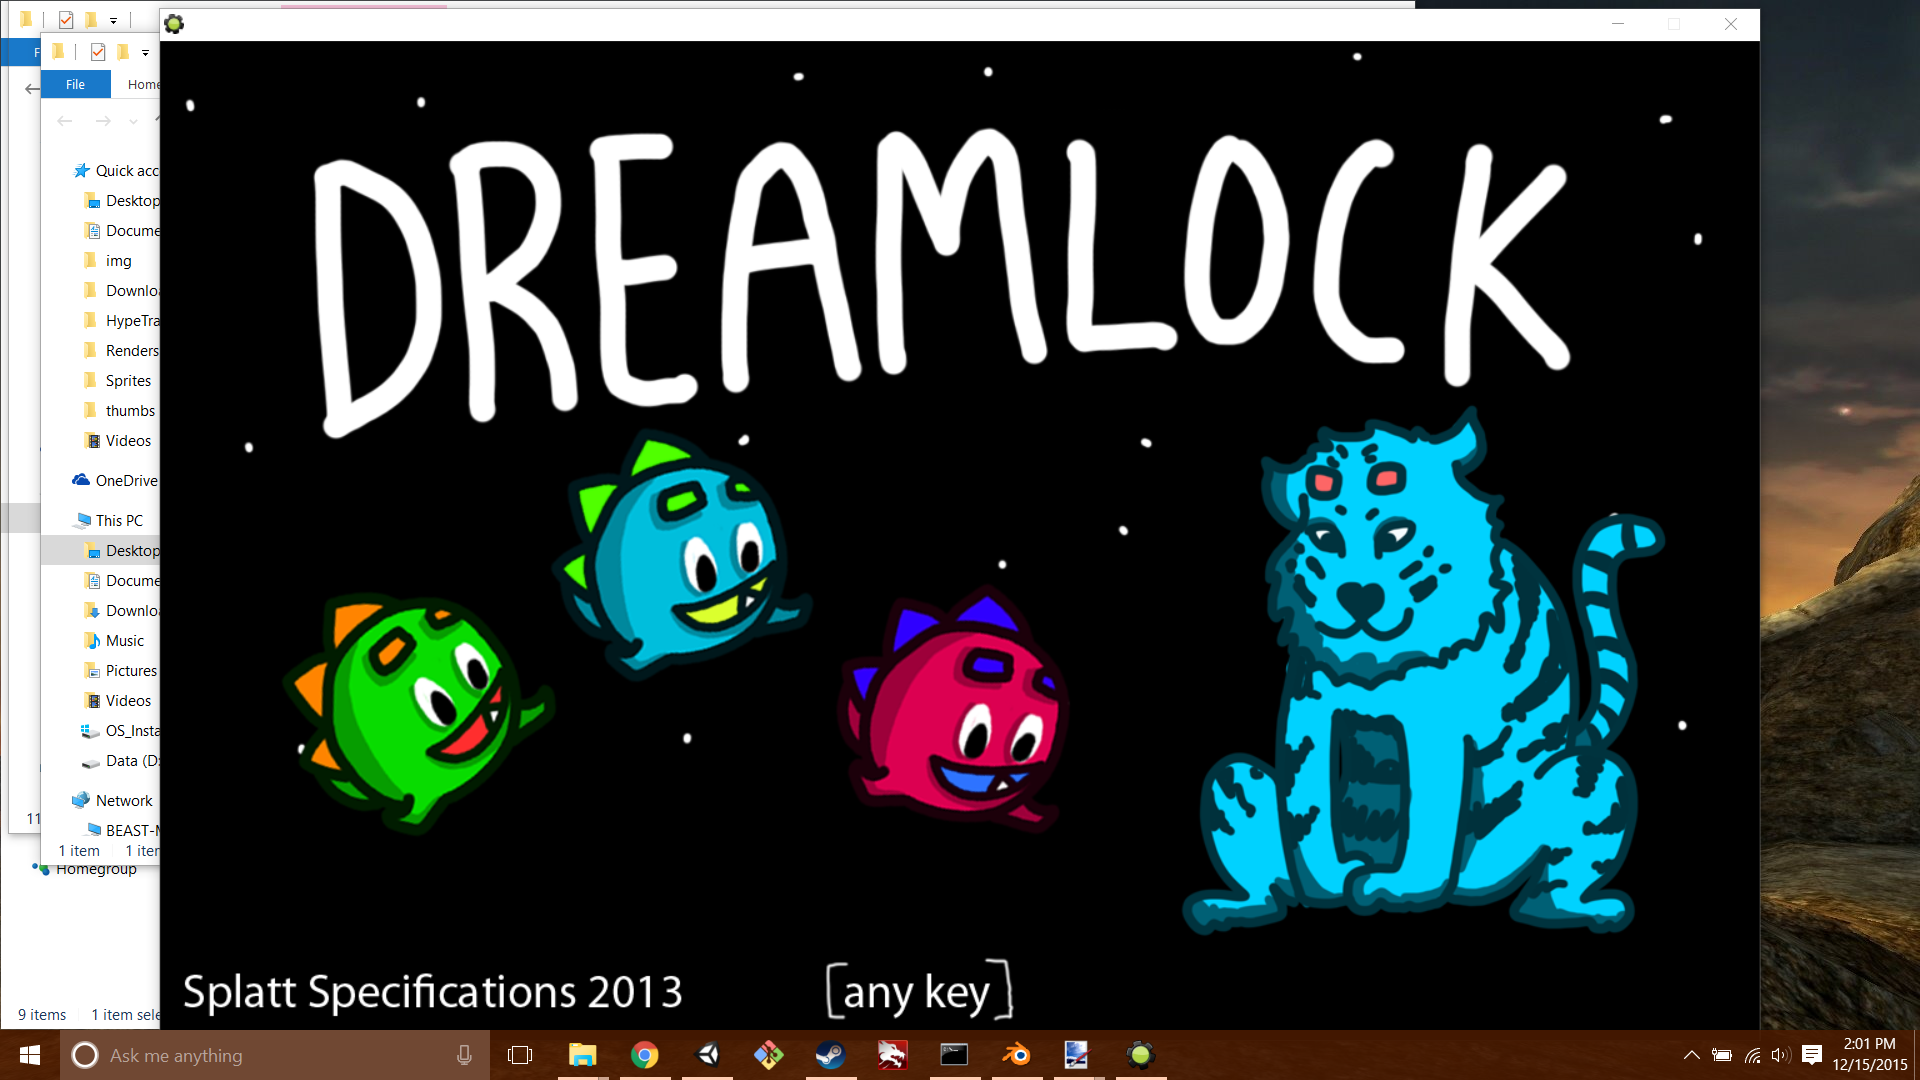 F
File
Home
Quick acc
Desktop
Docume
img
Downloa
HypeTra
Renders
Sprites
thumbs
Videos
OneDrive
This PC
Desktop
Docume
Downloa
Music
Pictures
Videos
OS_Insta
Data (D:
Network
BEAST-M
11
1 item
1 iter
Homegroup
9 items
1 item sele
DREAMLOCK
Splatt Specifications 2013
[any key]
Ask me anything
2:01 PM
12/15/2015